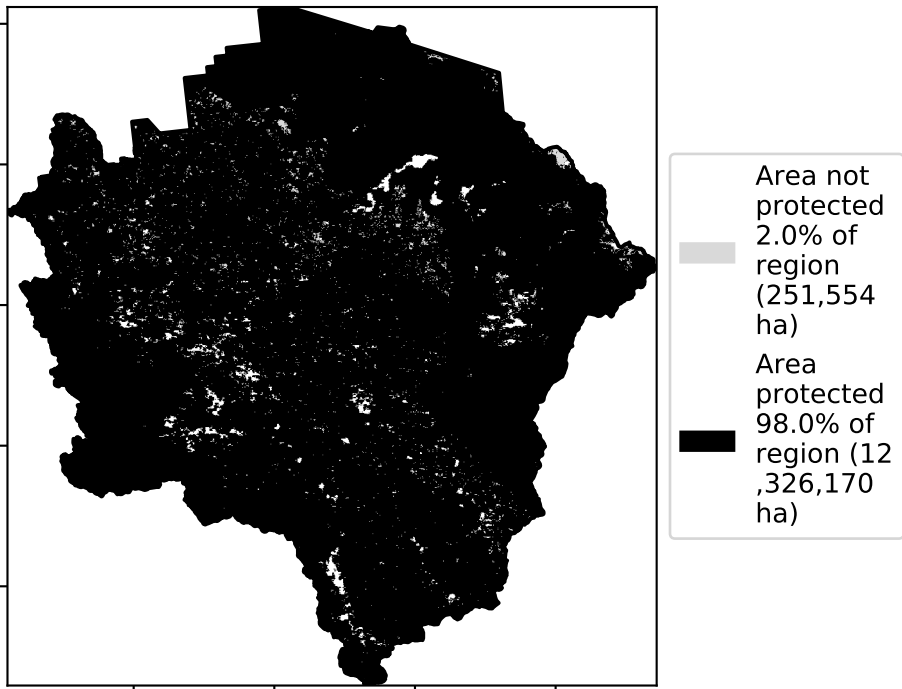 Area not
protected
2.0% of
region
(251,554
ha)
Area
protected
98.0% of
region (12
,326,170
ha)